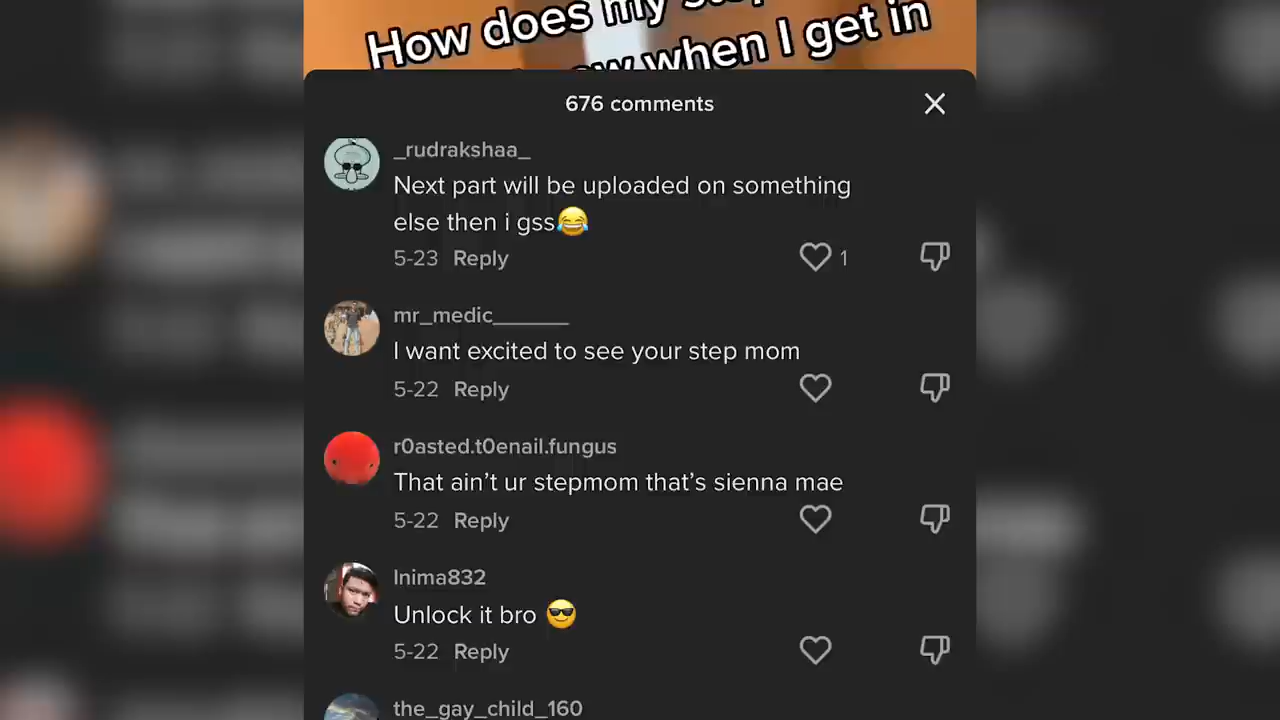 How does my
when I get in
676 comments
_rudrakshaa_
Next part will be uploaded on something
else then i gss😂
5-23 Reply
1
mr_medic______
I want excited to see your step mom
5-22 Reply
r0asted.t0enail.fungus
That ain’t ur stepmom that’s sienna mae
5-22 Reply
lnima832
Unlock it bro 😎
5-22 Reply
the_gay_child_160